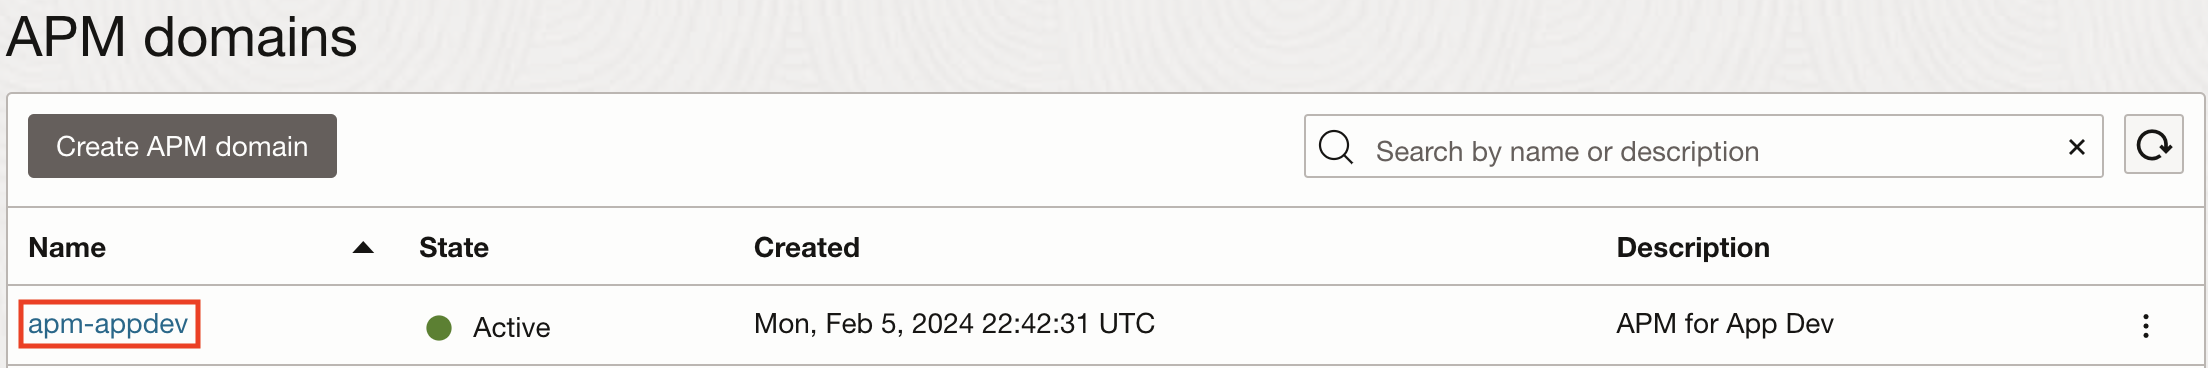 APM domains
Create APM domain
Search by name or description
Name State Created Description
apm-appdev Active Mon, Feb 5, 2024 22:42:31 UTC APM for App Dev